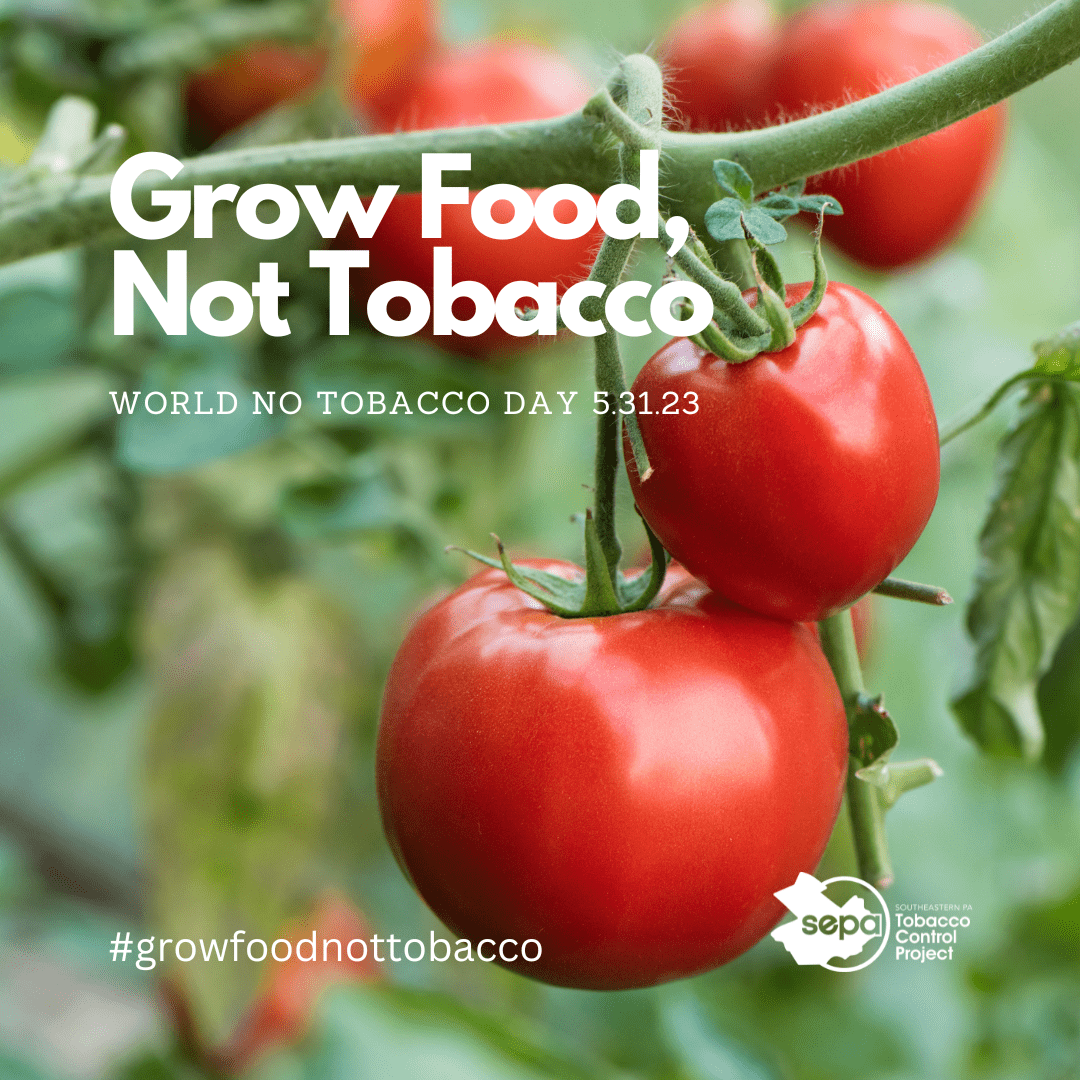 Grow Food,
Not Tobacco
WORLD NO TOBACCO DAY 5.31.23
#growfoodnottobacco
sepa
SOUTHEASTERN PA
Tobacco
Control
Project